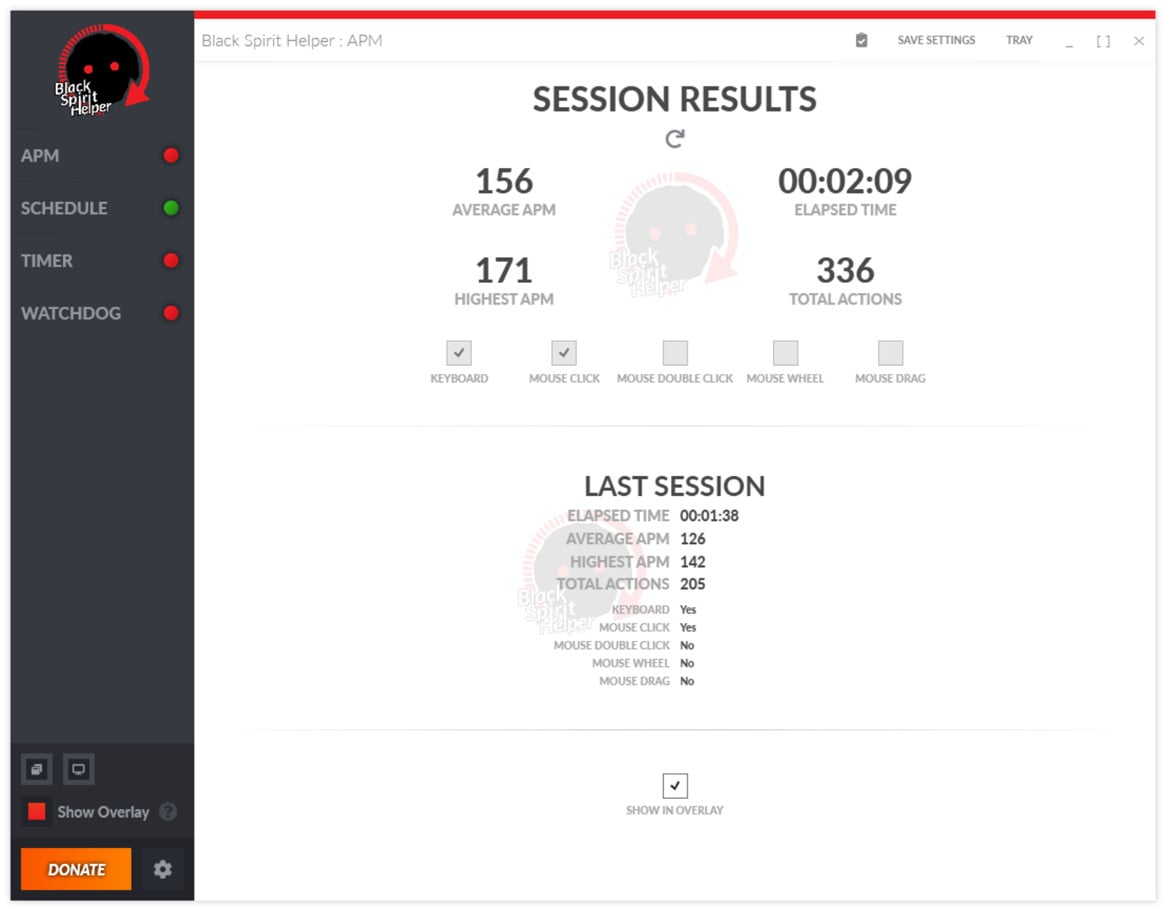 Black
Spirit
Helper
Black Spirit Helper : APM
SAVE SETTINGS
TRAY
APM
SCHEDULE
TIMER
WATCHDOG
SESSION RESULTS
156
AVERAGE APM
00:02:09
ELAPSED TIME
171
HIGHEST APM
336
TOTAL ACTIONS
Black
Spirit
Helper
KEYBOARD
MOUSE CLICK
MOUSE DOUBLE CLICK
MOUSE WHEEL
MOUSE DRAG
LAST SESSION
ELAPSED TIME 00:01:38
AVERAGE APM 126
HIGHEST APM 142
TOTAL ACTIONS 205
KEYBOARD Yes
MOUSE CLICK Yes
MOUSE DOUBLE CLICK No
MOUSE WHEEL No
MOUSE DRAG No
Black
Spirit
Helper
SHOW IN OVERLAY
Show Overlay ?
DONATE